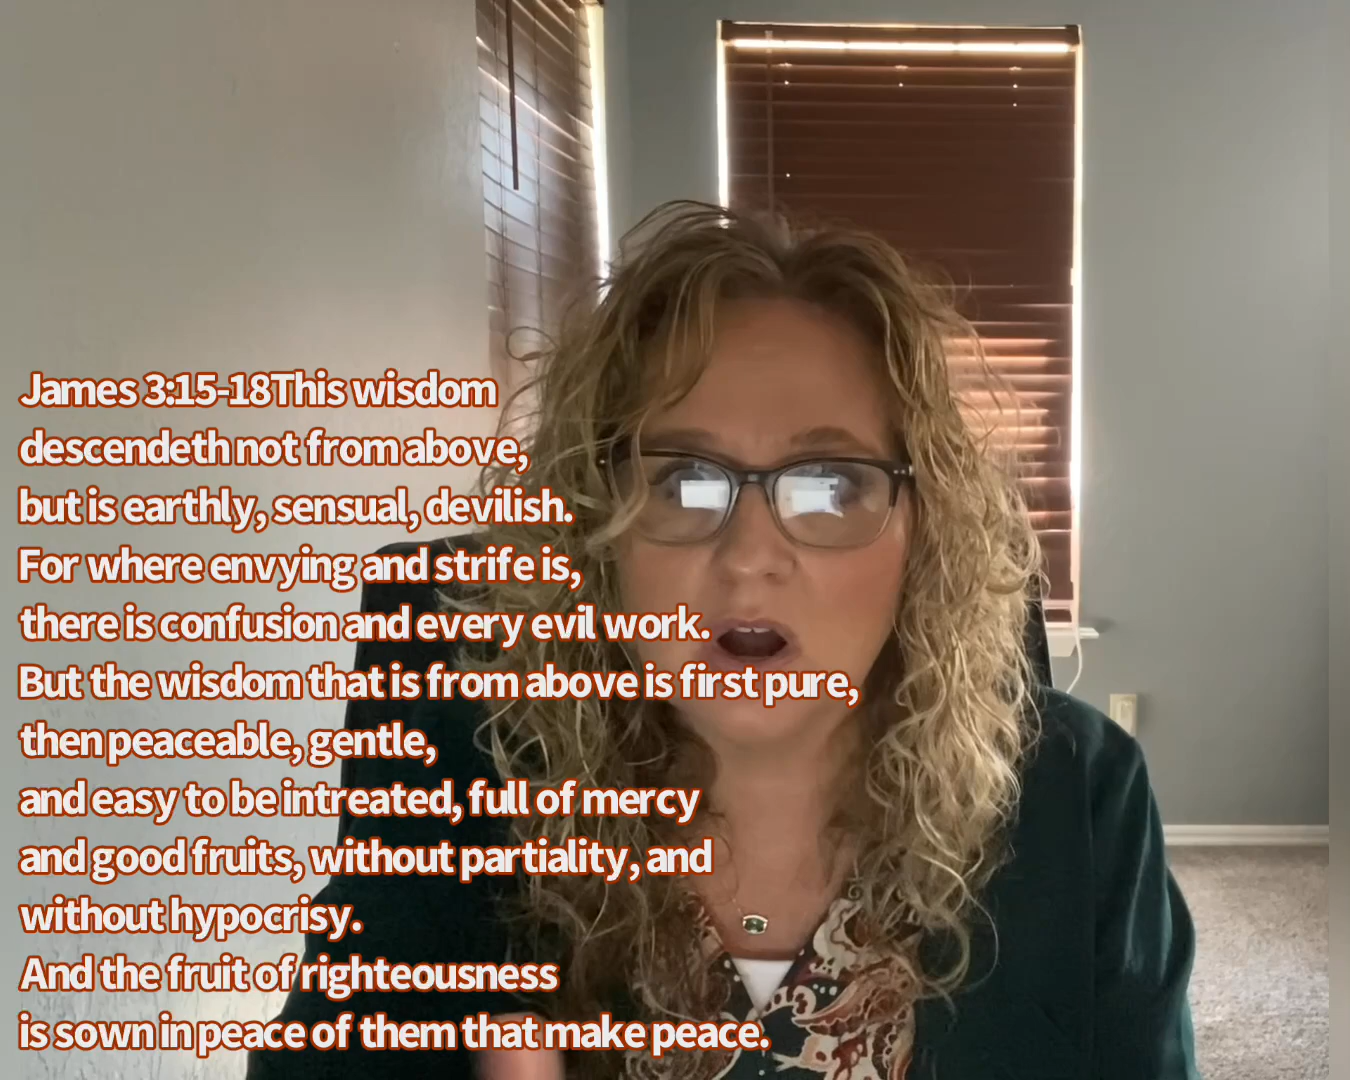 James 3:15-18This wisdom
descendeth not from above,
but is earthly, sensual, devilish.
For where envying and strife is,
there is confusion and every evil work.
But the wisdom that is from above is first pure,
then peaceable, gentle,
and easy to be intreated, full of mercy
and good fruits, without partiality, and
without hypocrisy.
And the fruit of righteousness
is sown in peace of them that make peace.